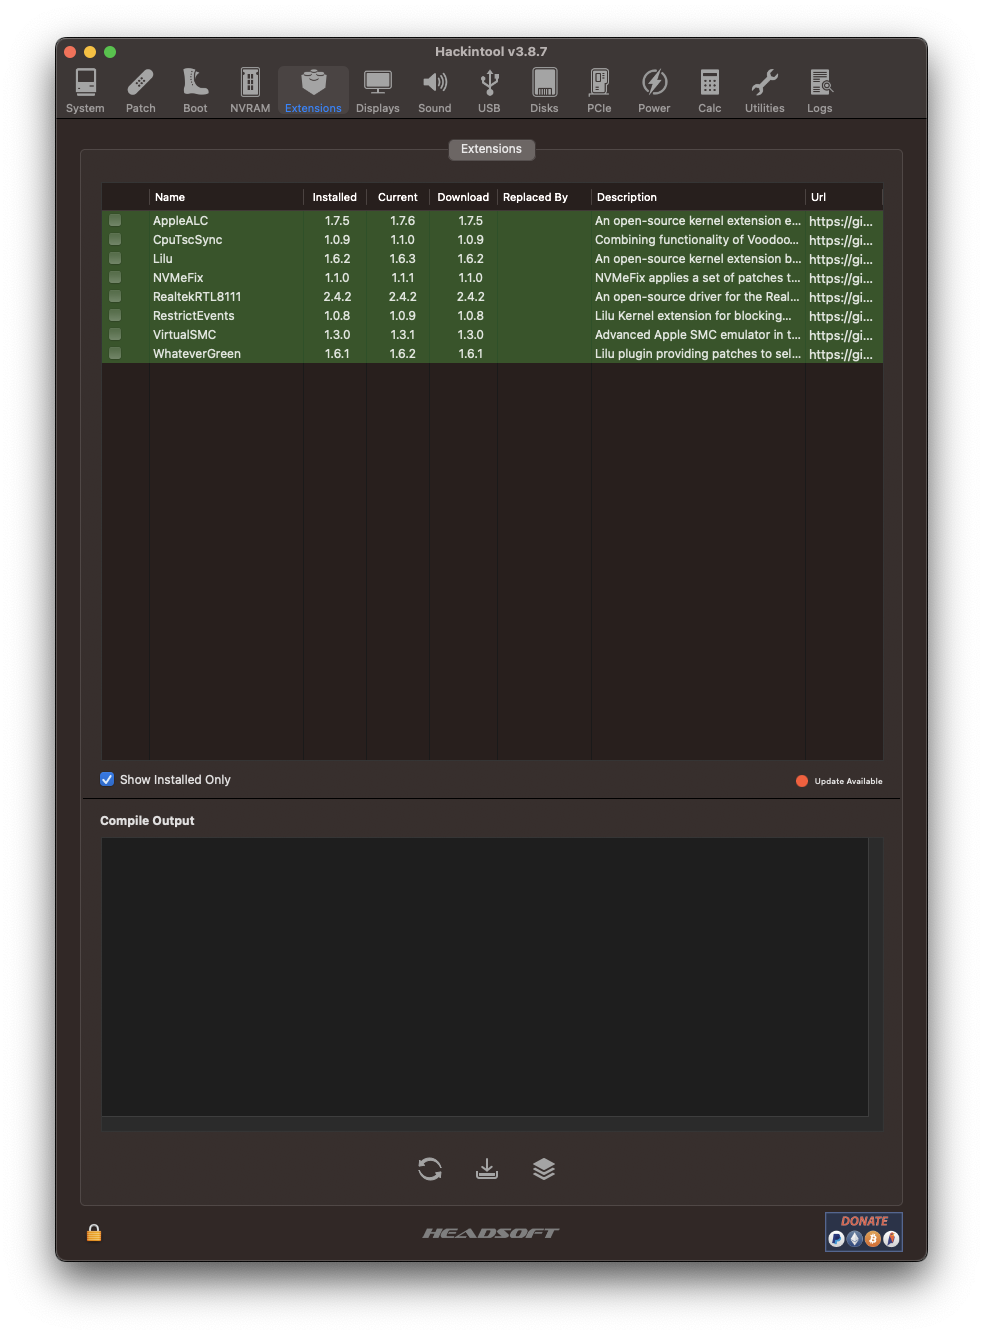 Hackintool v3.8.7
System Patch Boot NVRAM Extensions Displays Sound USB Disks PCIe Power Calc Utilities Logs
Extensions
Name Installed Current Download Replaced By Description Url
AppleALC 1.7.5 1.7.6 1.7.5 An open-source kernel extension e... https://gi...
CpuTscSync 1.0.9 1.1.0 1.0.9 Combining functionality of Voodoo... https://gi...
Lilu 1.6.2 1.6.3 1.6.2 An open-source kernel extension b... https://gi...
NVMeFix 1.1.0 1.1.1 1.1.0 NVMeFix applies a set of patches t... https://gi...
RealtekRTL8111 2.4.2 2.4.2 2.4.2 An open-source driver for the Real... https://gi...
RestrictEvents 1.0.8 1.0.9 1.0.8 Lilu Kernel extension for blocking... https://gi...
VirtualSMC 1.3.0 1.3.1 1.3.0 Advanced Apple SMC emulator in t... https://gi...
WhateverGreen 1.6.1 1.6.2 1.6.1 Lilu plugin providing patches to sel... https://gi...
Show Installed Only Update Available
Compile Output
HEADSOFT
DONATE